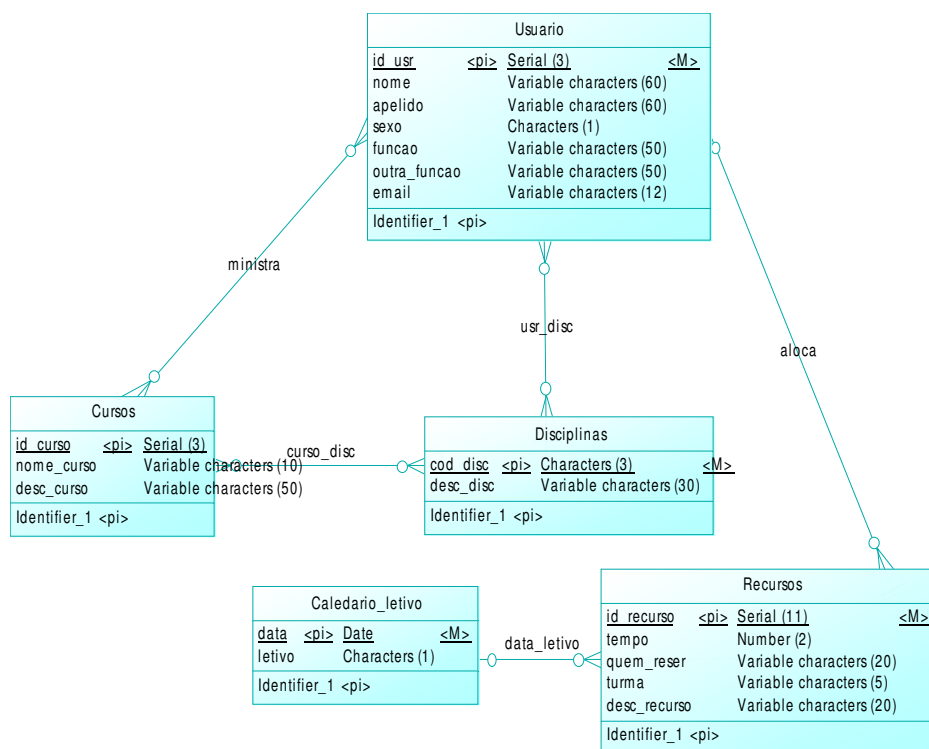 Usuario
id_usr <pi> Serial (3) <M>
nome Variable characters (60)
apelido Variable characters (60)
sexo Characters (1)
funcao Variable characters (50)
outra_funcao Variable characters (50)
email Variable characters (12)
Identifier_1 <pi>
ministra
usr_disc
aloca
Cursos
id_curso <pi> Serial (3)
nome_curso Variable characters (10)
desc_curso Variable characters (50)
Identifier_1 <pi>
curso_disc
Disciplinas
cod_disc <pi> Characters (3) <M>
desc_disc Variable characters (30)
Identifier_1 <pi>
Caledario_letivo
data <pi> Date <M>
letivo Characters (1)
Identifier_1 <pi>
data_letivo
Recursos
id_recurso <pi> Serial (11) <M>
tempo Number (2)
quem_reser Variable characters (20)
turma Variable characters (5)
desc_recurso Variable characters (20)
Identifier_1 <pi>